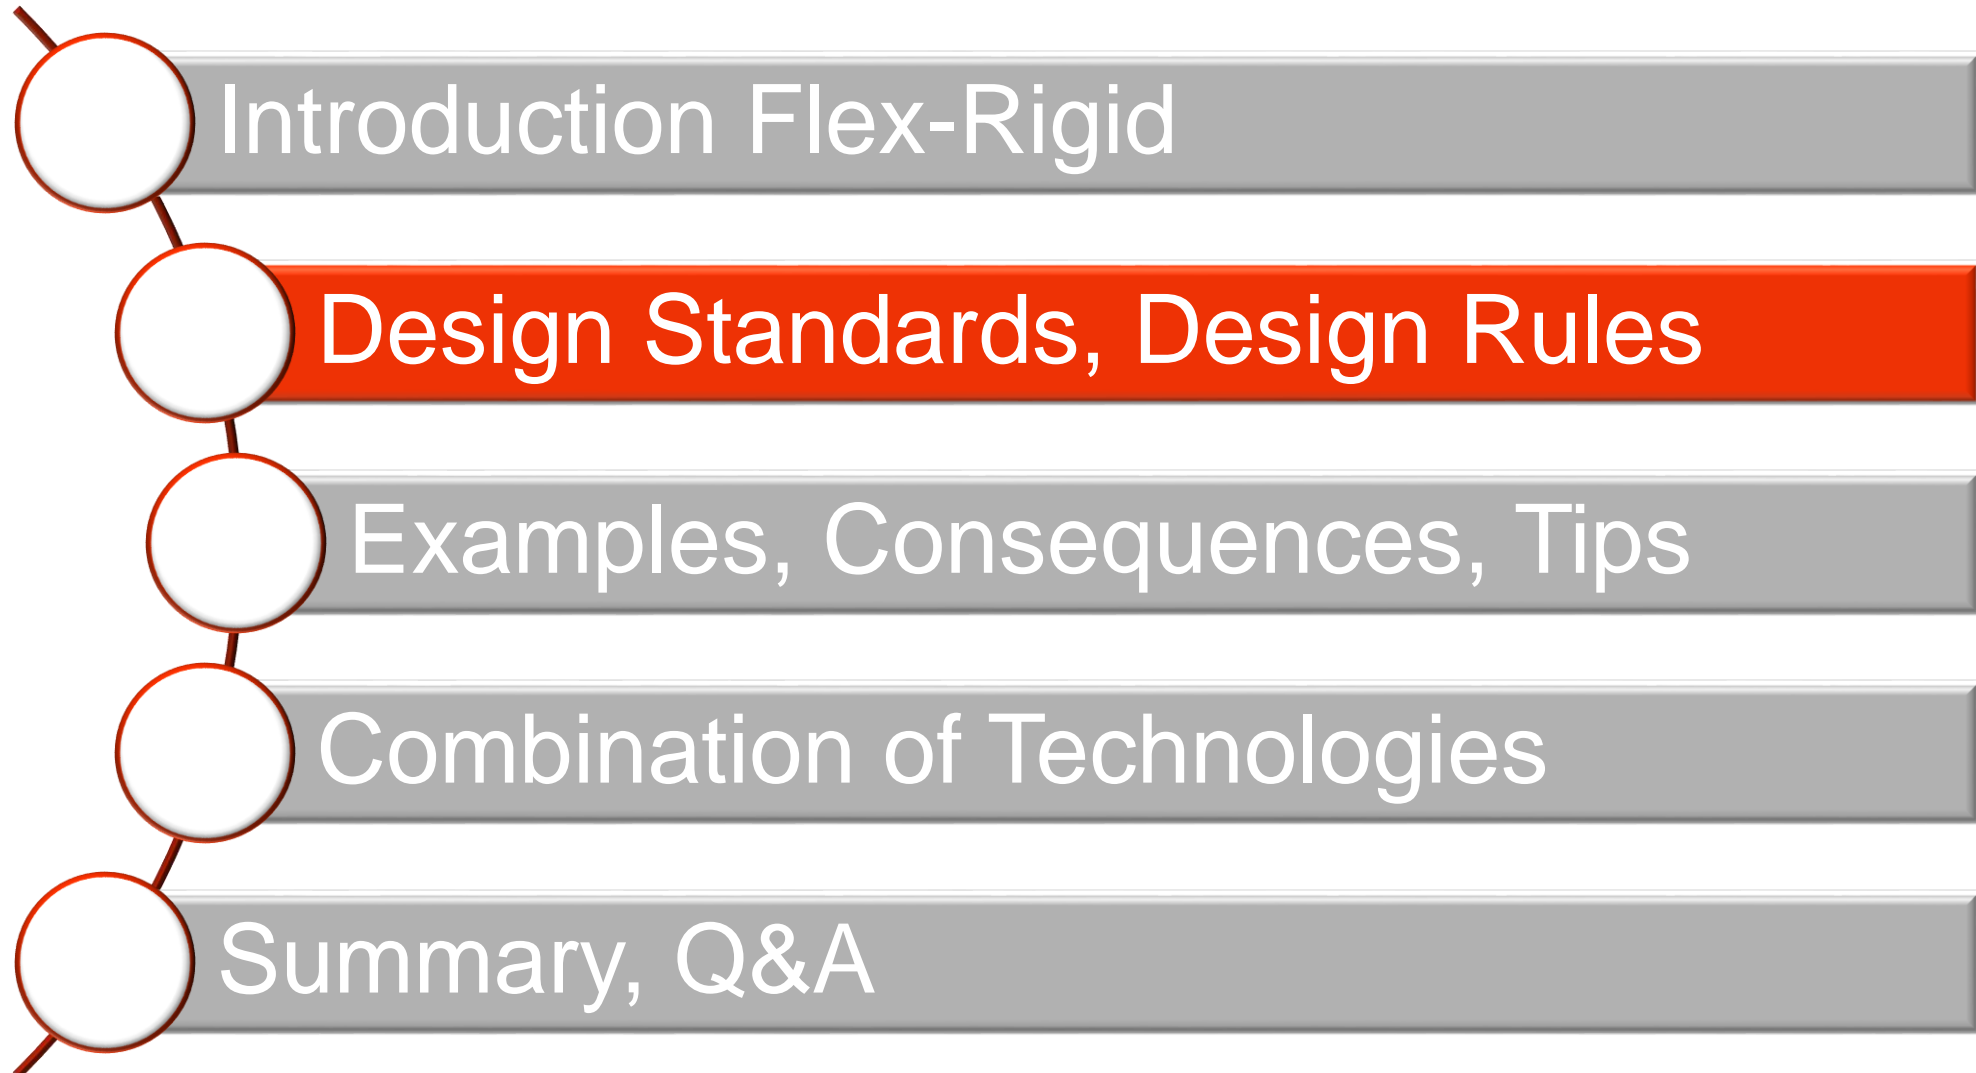 Introduction Flex-Rigid
Design Standards, Design Rules
Examples, Consequences, Tips
Combination of Technologies
Summary, Q&A